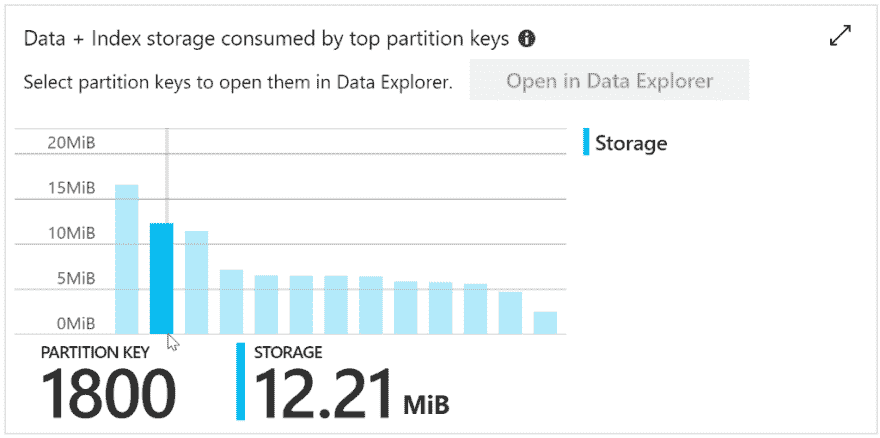 Data + Index storage consumed by top partition keys
Select partition keys to open them in Data Explorer.
Open in Data Explorer
20MiB
15MiB
10MiB
5MiB
0MiB
Storage
PARTITION KEY
1800
STORAGE
12.21 MiB